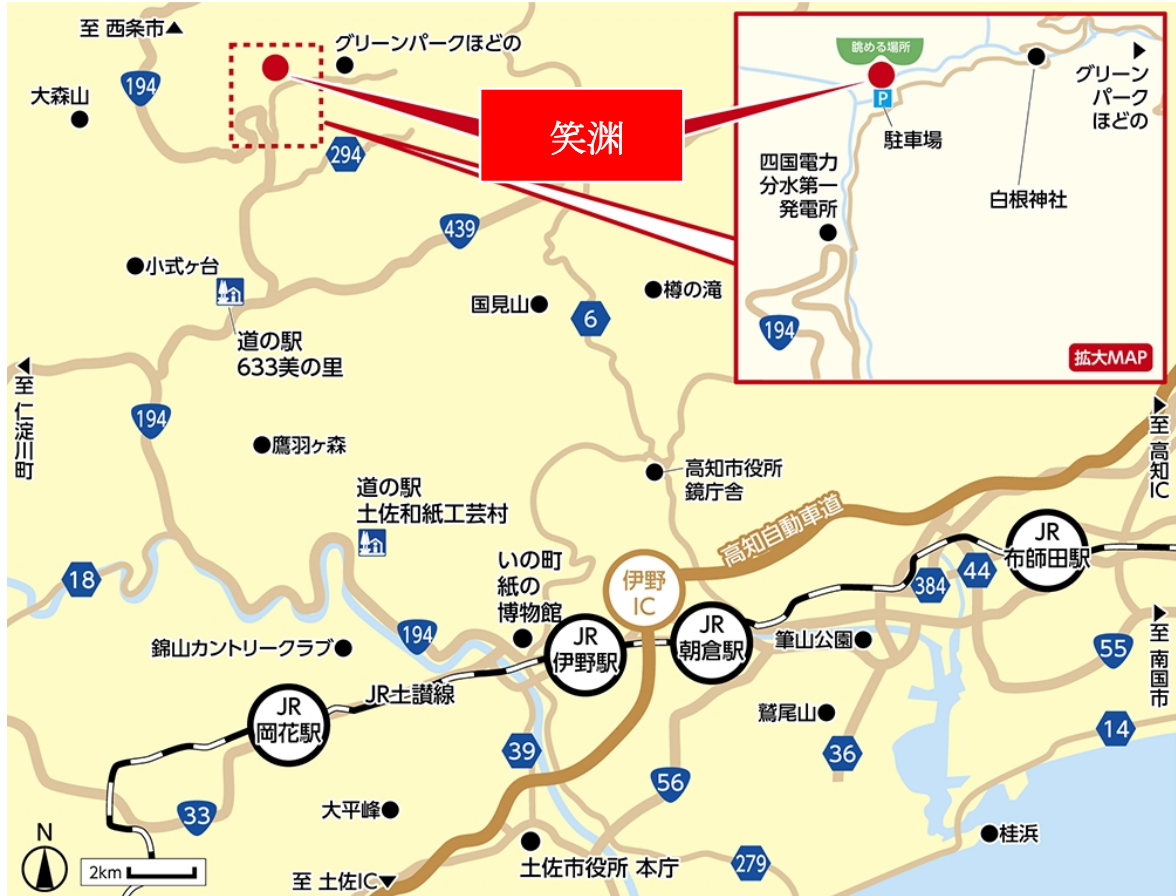 至 西条市▲
グリーンパークほどの
194
大森山
294
439
小式ヶ台
道の駅
633美の里
国見山
樽の滝
6
笑渊
眺める場所
P
駐車場
四国電力
分水第一
発電所
白根神社
グリーン
パーク
ほどの
194
拡大MAP
至 仁淀川町
194
鷹羽ヶ森
道の駅
土佐和紙工芸村
高知市役所
鏡庁舎
至 高知IC
高知自動車道
18
いの町
紙の
博物館
伊野
IC
384
44
JR
布師田駅
錦山カントリークラブ
194
JR
伊野駅
JR
朝倉駅
筆山公園
55
至 南国市
JR土讃線
JR
岡花駅
鷲尾山
39
36
14
56
33
大平峰
桂浜
N
2km
至 土佐IC▼
土佐市役所 本庁
279